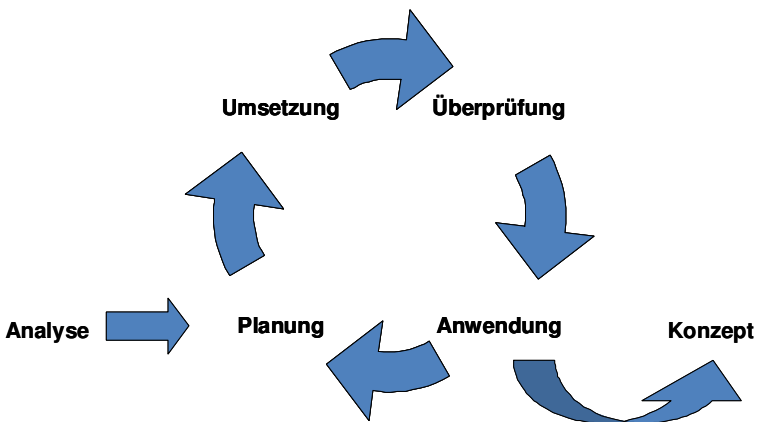 Umsetzung
Überprüfung
Analyse
Planung
Anwendung
Konzept